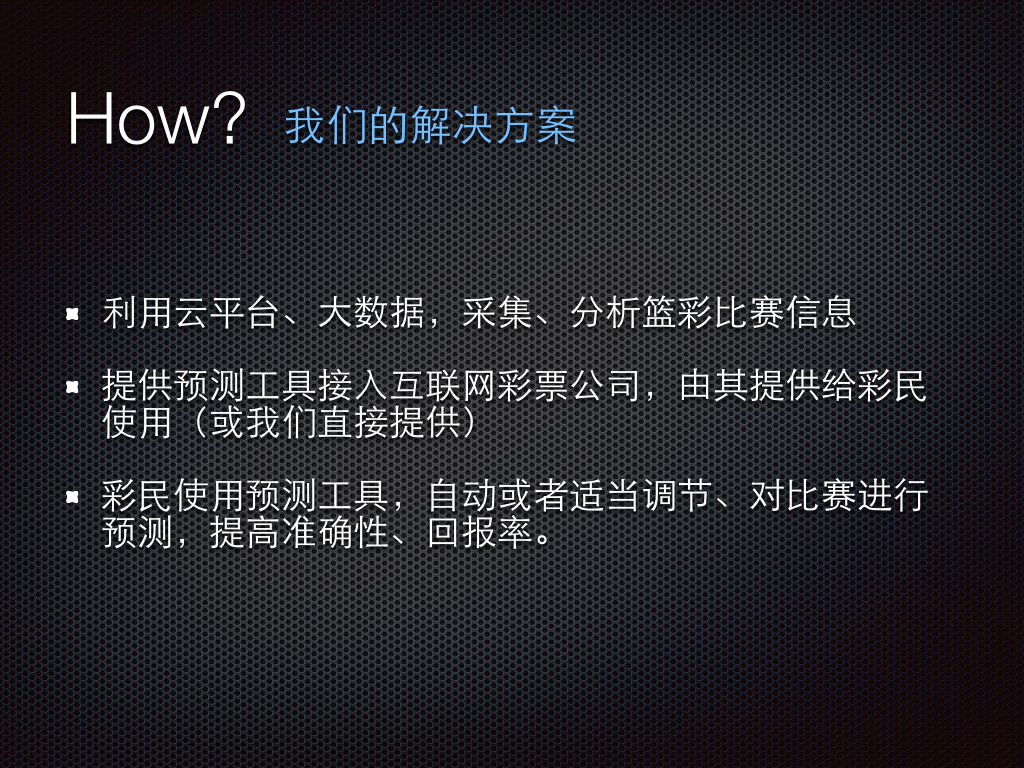 How? 我们的解决方案
利用云平台、大数据，采集、分析篮彩比赛信息
提供预测工具接入互联网彩票公司，由其提供给彩民
使用（或我们直接提供）
彩民使用预测工具，自动或者适当调节、对比赛进行
预测，提高准确性、回报率。